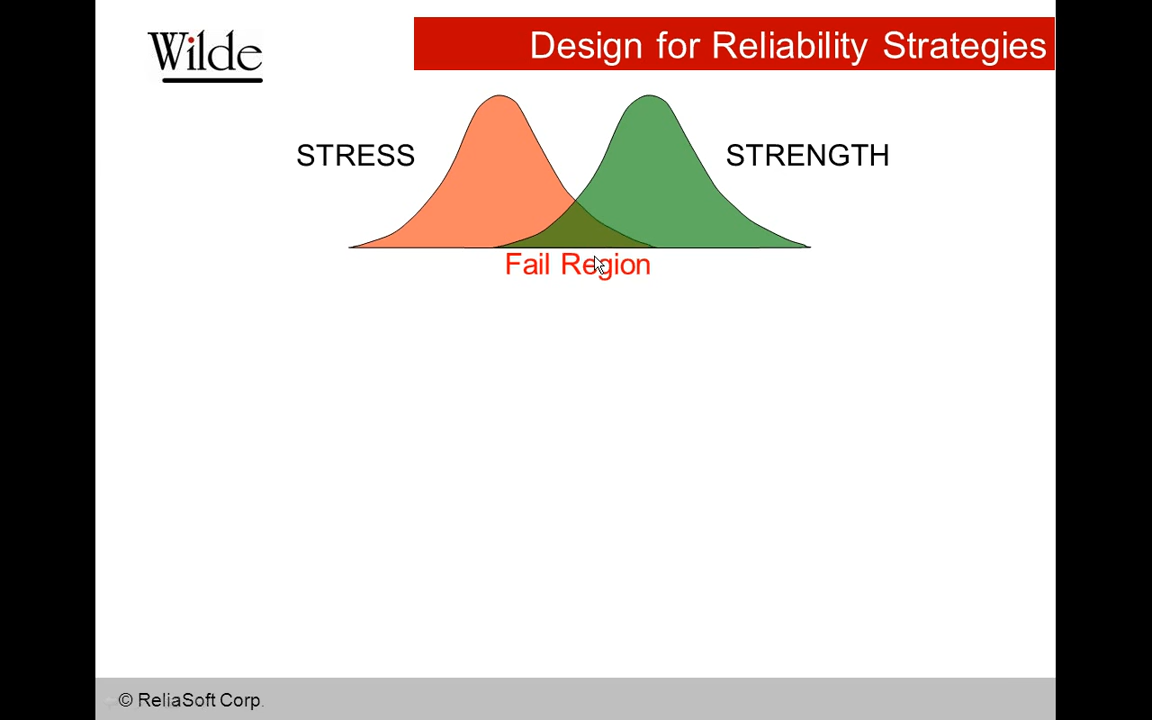 Wilde
Design for Reliability Strategies
STRESS
STRENGTH
Fail Region
© ReliaSoft Corp.